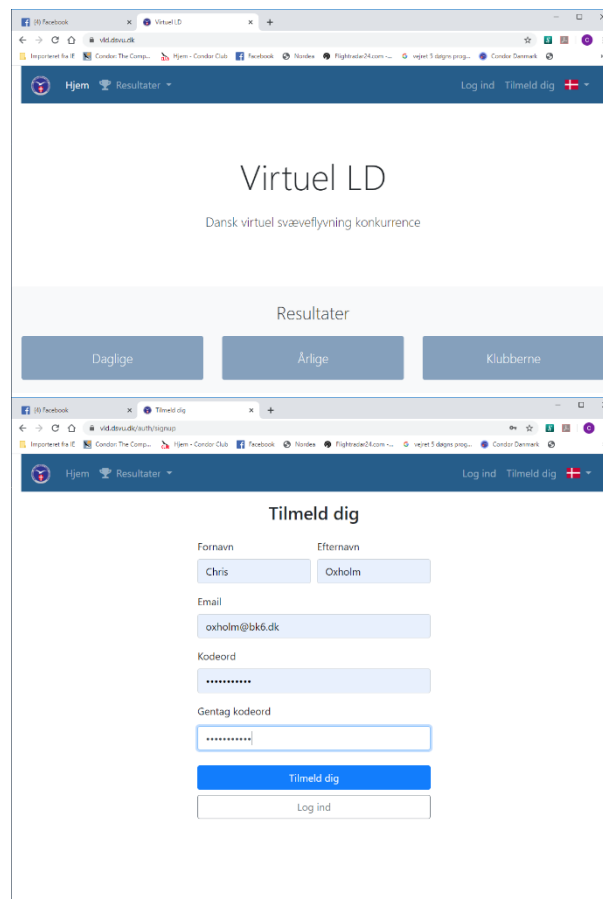 (4) Facebook Virtuel LD
vld.dsvu.dk
Importeret fra IE Condor: The Comp... Hjem - Condor Club Facebook Nordea Flightradar24.com -... vejret 5 døgns prog... Condor Danmark
Hjem Resultater Log ind Tilmeld dig
Virtuel LD
Dansk virtuel svæveflyvning konkurrence
Resultater
Daglige Årlige Klubberne
(4) Facebook Tilmeld dig
vld.dsvu.dk/auth/signup
Importeret fra IE Condor: The Comp... Hjem - Condor Club Facebook Nordea Flightradar24.com -... vejret 5 døgns prog... Condor Danmark
Hjem Resultater Log ind Tilmeld dig
Tilmeld dig
Fornavn Efternavn
Chris Oxholm
Email
oxholm@bk6.dk
Kodeord
•••••••••••
Gentag kodeord
•••••••••••
Tilmeld dig
Log ind